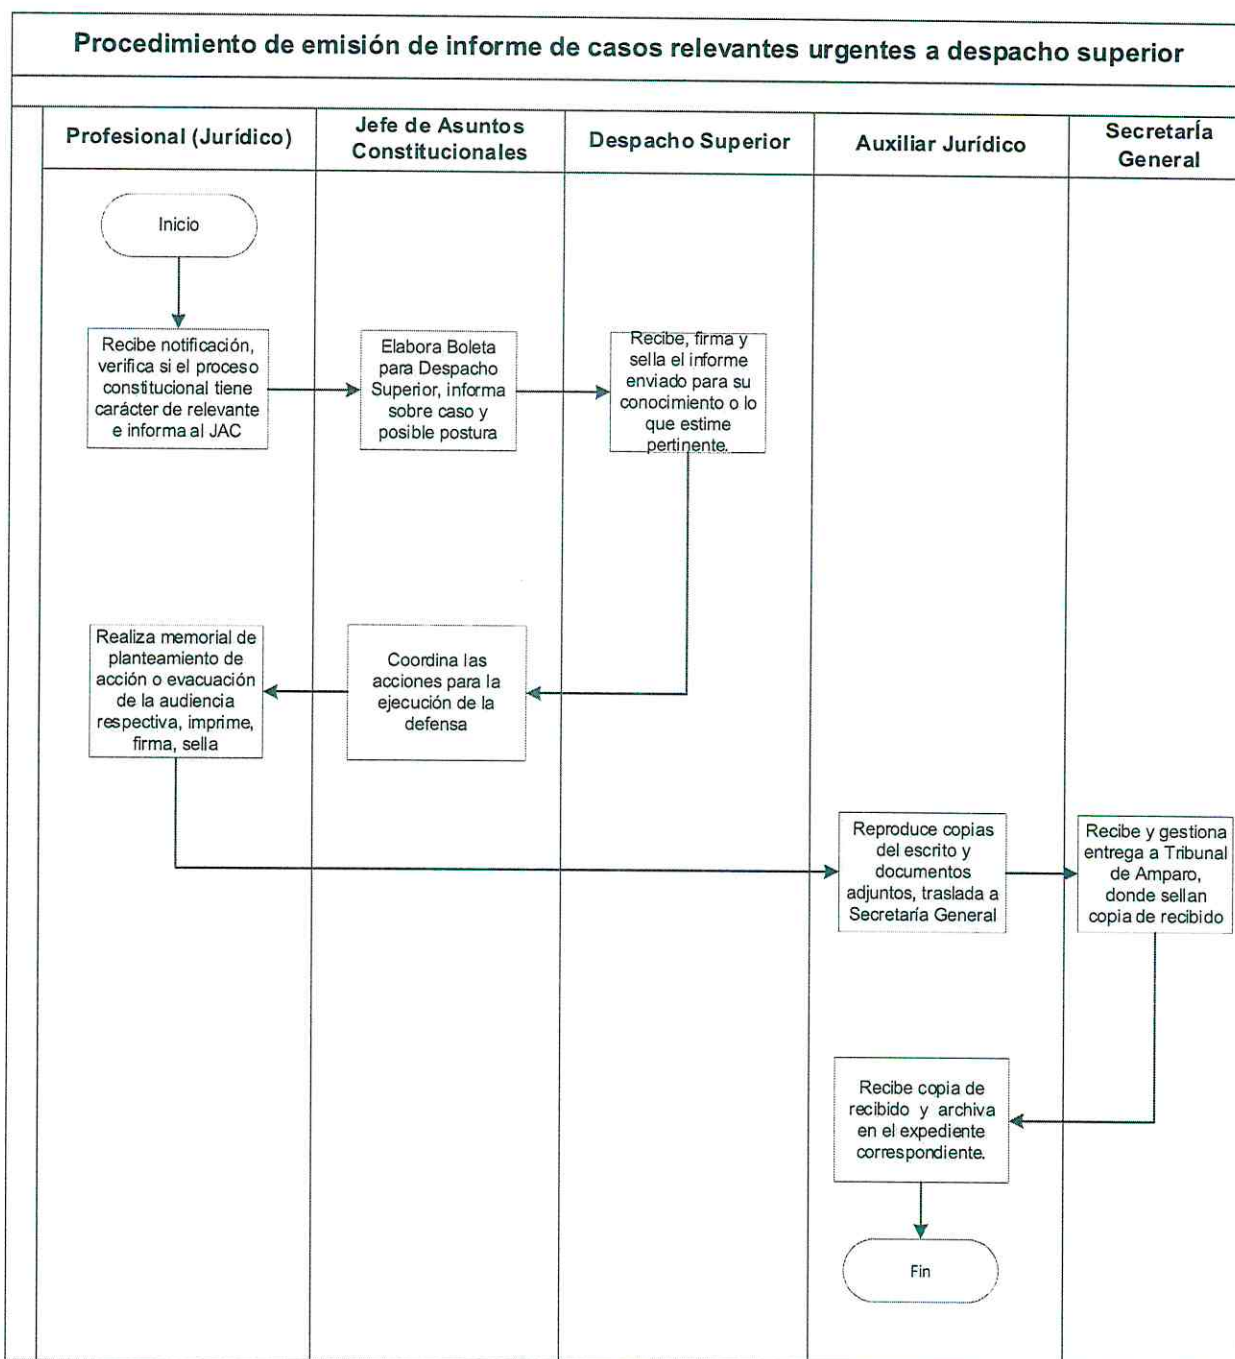 Procedimiento de emisión de informe de casos relevantes urgentes a despacho superior
Profesional (Jurídico)
Jefe de Asuntos
Constitucionales
Despacho Superior
Auxiliar Jurídico
Secretaría
General
Inicio
Recibe notificación,
verifica si el proceso
constitucional tiene
carácter de relevante
e informa al JAC
Elabora Boleta
para Despacho
Superior, informa
sobre caso y
posible postura
Recibe, firma y
sella el informe
enviado para su
conocimiento o lo
que estime
pertinente.
Realiza memorial de
planteamiento de
acción o evacuación
de la audiencia
respectiva, imprime,
firma, sella
Coordina las
acciones para la
ejecución de la
defensa
Reproduce copias
del escrito y
documentos
adjuntos, traslada a
Secretaría General
Recibe y gestiona
entrega a Tribunal
de Amparo,
donde sellan
copia de recibido
Recibe copia de
recibido y archiva
en el expediente
correspondiente.
Fin